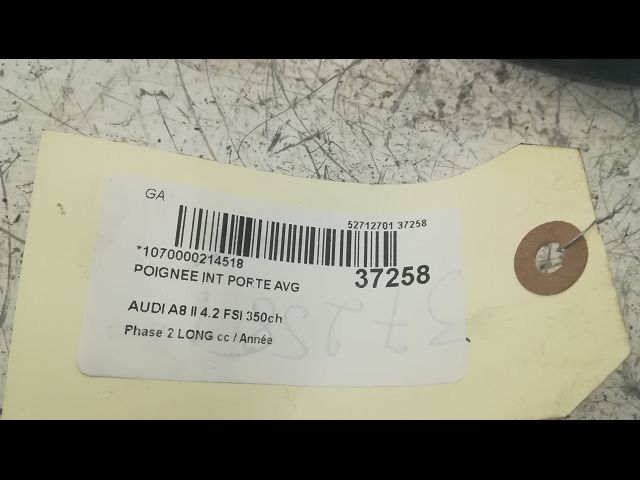 GA
52712701 37258
*1070000214518
POIGNEE INT PORTE AVG
37258
AUDI A8 II 4.2 FSI 350ch
Phase 2 LONG cc / Année
37258